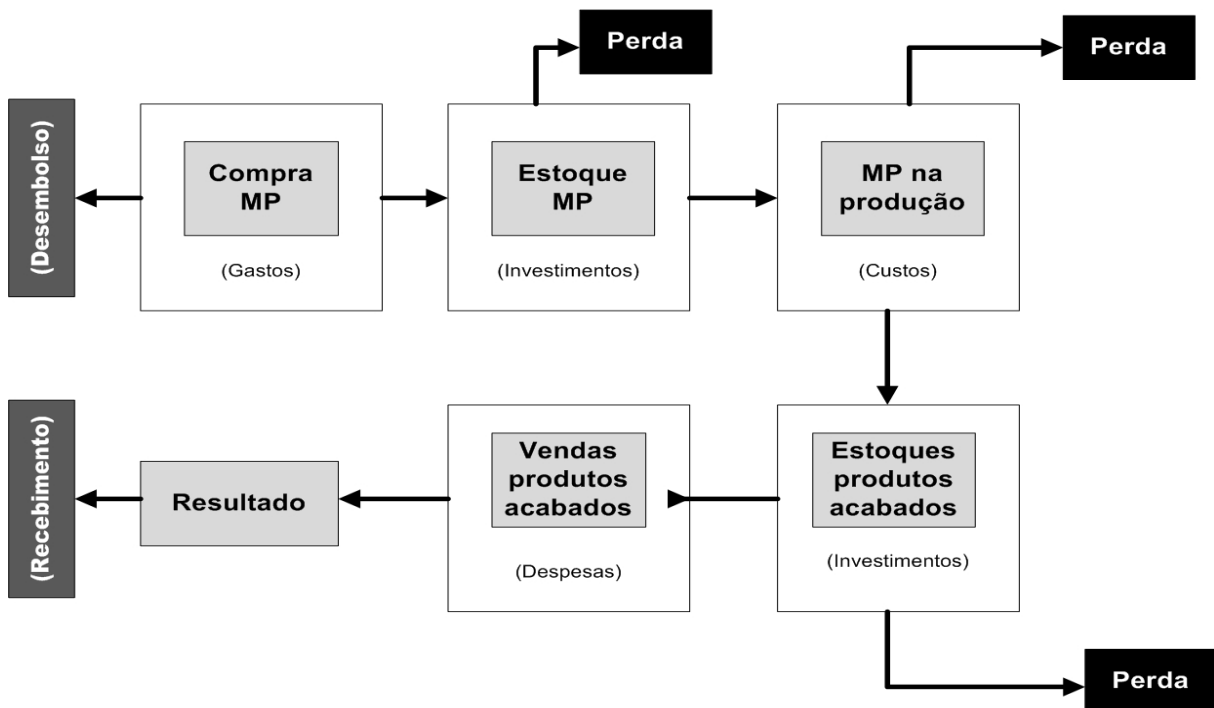 Perda
Perda
(Desembolso)
Compra
MP
(Gastos)
Estoque
MP
(Investimentos)
MP na
produção
(Custos)
(Recebimento)
Resultado
Vendas
produtos
acabados
(Despesas)
Estoques
produtos
acabados
(Investimentos)
Perda